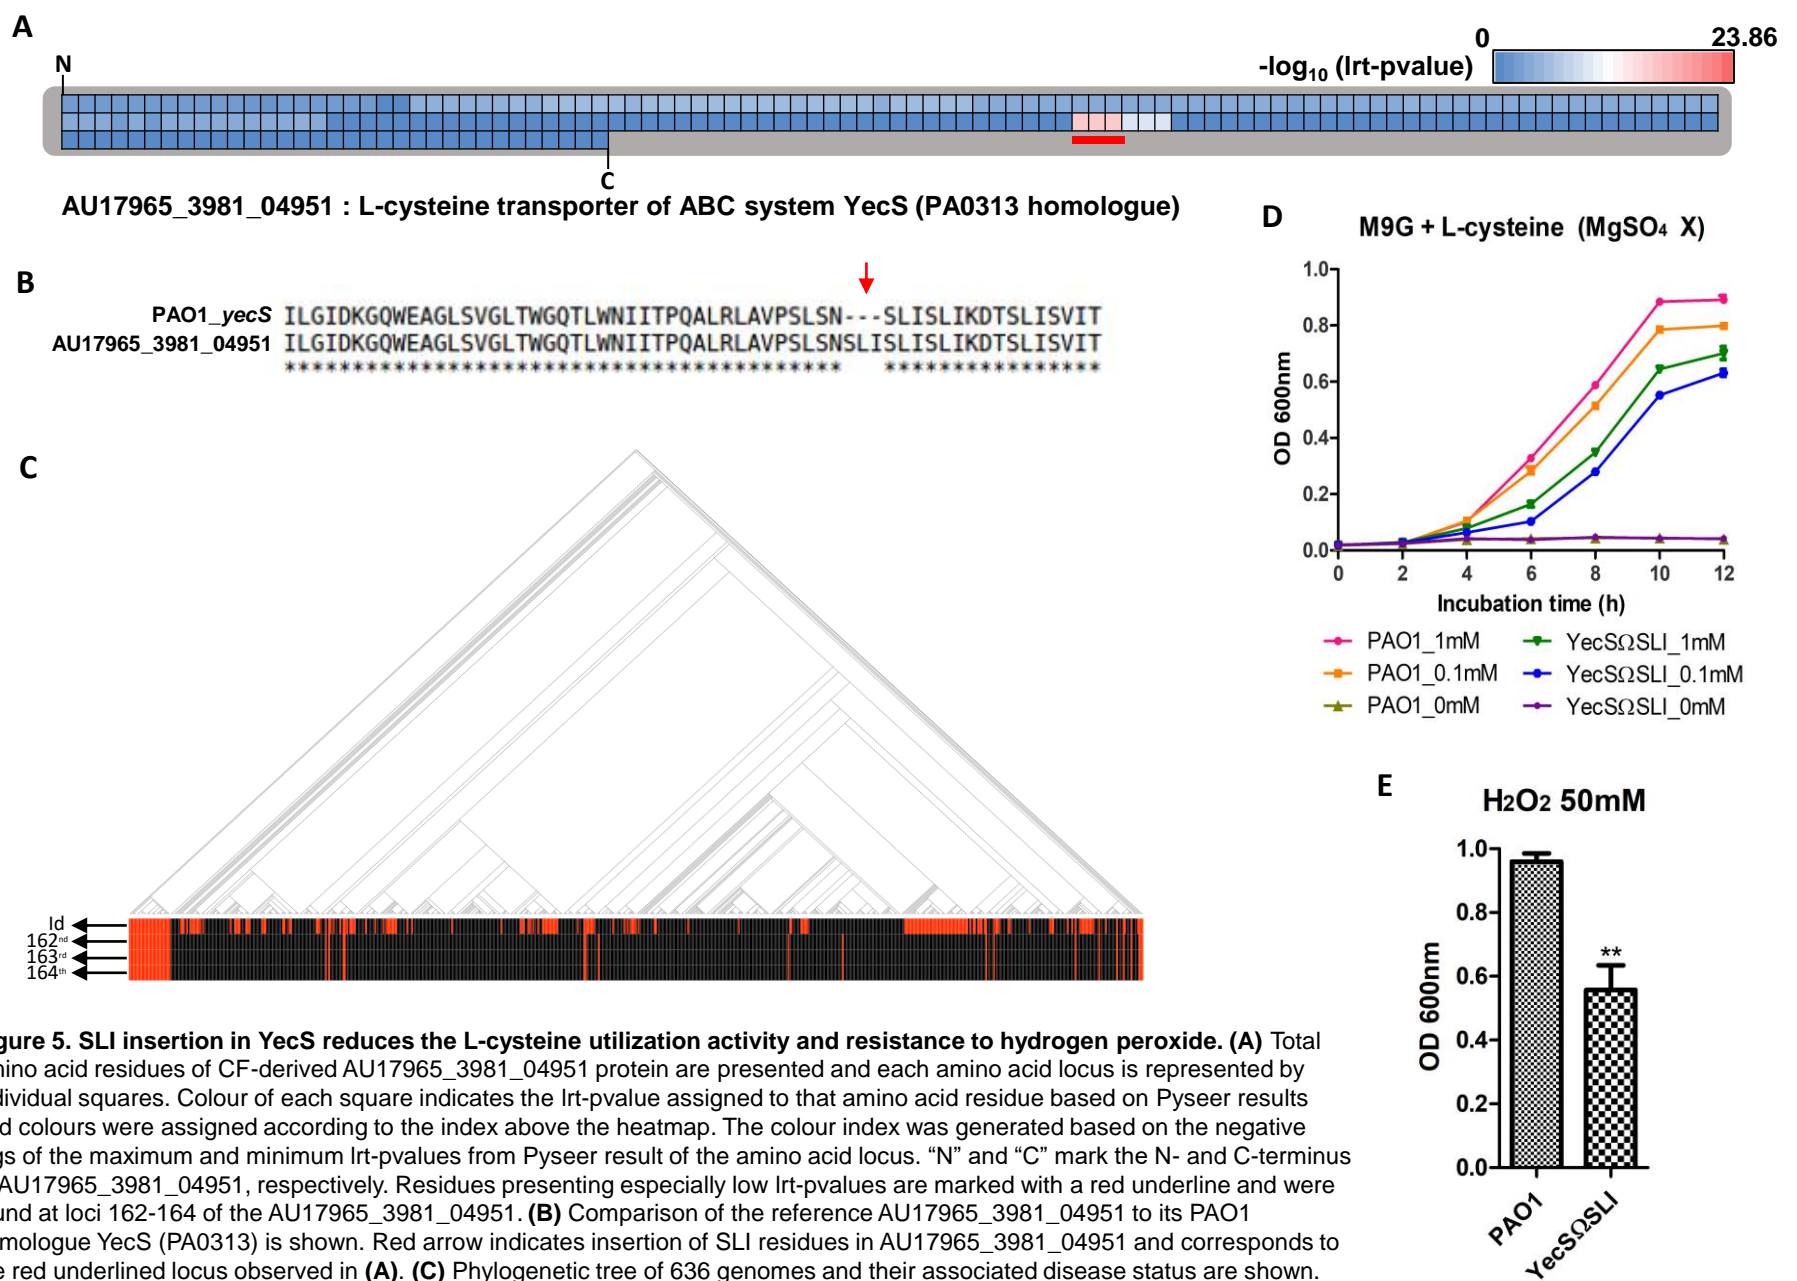 A
0
23.86
-log10 (lrt-pvalue)
N
C
AU17965_3981_04951 : L-cysteine transporter of ABC system YecS (PA0313 homologue)
B
PAO1_yecS ILGIDKGQWEAGLSVGLTWGQTLWNIITPQALRLAVPSLSN---SLISLIKDTSLISVIT
AU17965_3981_04951 ILGIDKGQWEAGLSVGLTWGQTLWNIITPQALRLAVPSLSNSLISLISLIKDTSLISVIT
***************************************** ****************
C
Id
162nd
163rd
164th
D
M9G + L-cysteine (MgSO4 X)
OD 600nm
1.0
0.8
0.6
0.4
0.2
0.0
0 2 4 6 8 10 12
Incubation time (h)
PAO1_1mM YecSΩSLI_1mM
PAO1_0.1mM YecSΩSLI_0.1mM
PAO1_0mM YecSΩSLI_0mM
E
H2O2 50mM
OD 600nm
1.0
0.8
0.6
0.4
0.2
0.0
**
PAO1
YecSΩSLI
gure 5. SLI insertion in YecS reduces the L-cysteine utilization activity and resistance to hydrogen peroxide. (A) Total
nino acid residues of CF-derived AU17965_3981_04951 protein are presented and each amino acid locus is represented by
dividual squares. Colour of each square indicates the lrt-pvalue assigned to that amino acid residue based on Pyseer results
d colours were assigned according to the index above the heatmap. The colour index was generated based on the negative
gs of the maximum and minimum lrt-pvalues from Pyseer result of the amino acid locus. “N” and “C” mark the N- and C-terminus
AU17965_3981_04951, respectively. Residues presenting especially low lrt-pvalues are marked with a red underline and were
und at loci 162-164 of the AU17965_3981_04951. (B) Comparison of the reference AU17965_3981_04951 to its PAO1
mologue YecS (PA0313) is shown. Red arrow indicates insertion of SLI residues in AU17965_3981_04951 and corresponds to
e red underlined locus observed in (A). (C) Phylogenetic tree of 636 genomes and their associated disease status are shown.